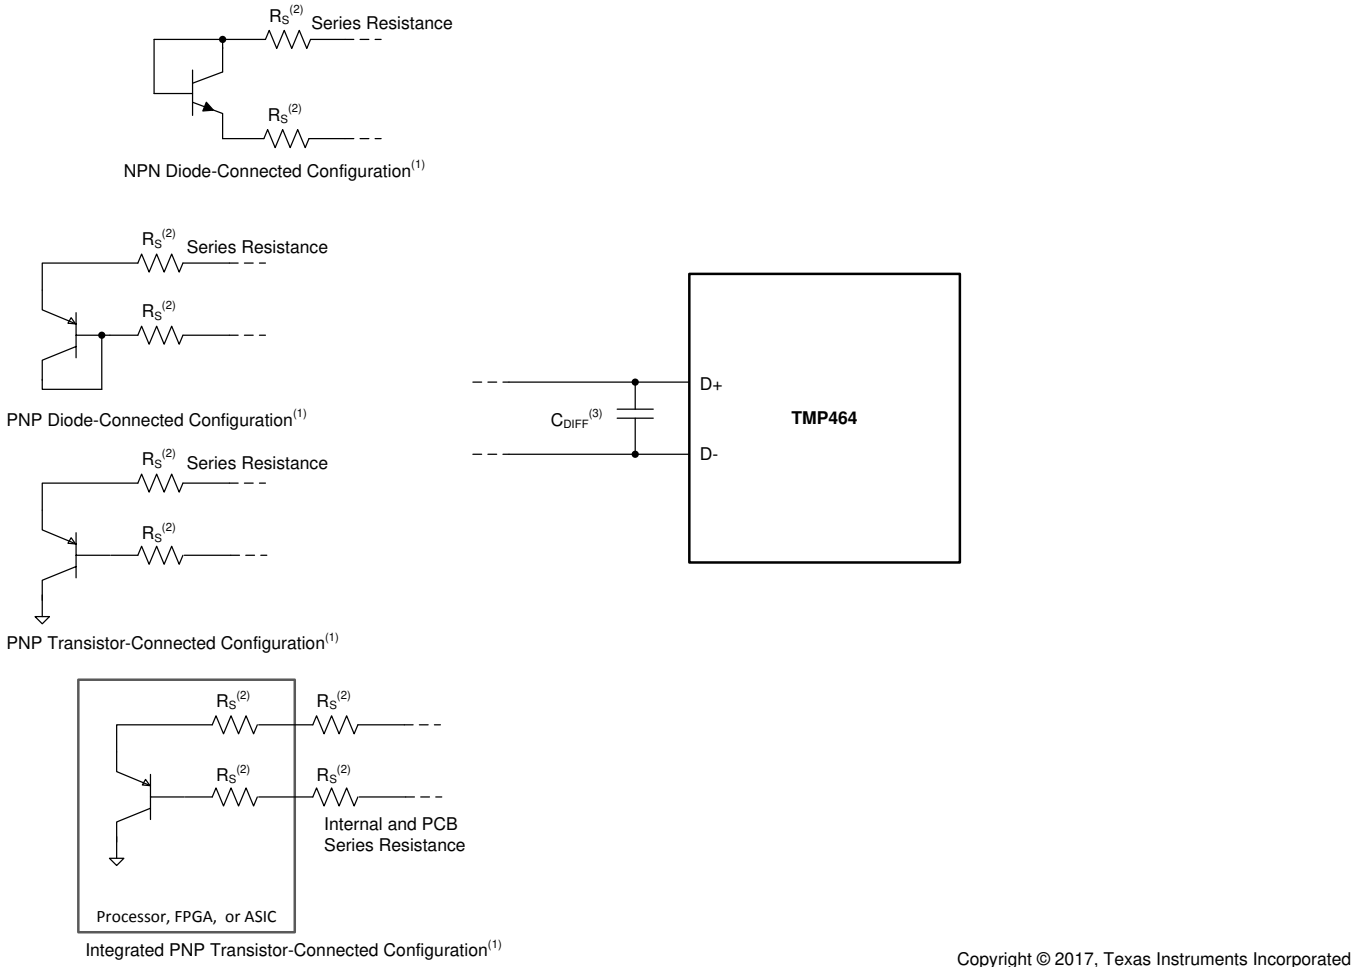 RS(2) Series Resistance
RS(2)
NPN Diode-Connected Configuration(1)
RS(2) Series Resistance
RS(2)
PNP Diode-Connected Configuration(1)
RS(2) Series Resistance
RS(2)
PNP Transistor-Connected Configuration(1)
RS(2) RS(2)
RS(2) RS(2)
Internal and PCB
Series Resistance
Processor, FPGA, or ASIC
Integrated PNP Transistor-Connected Configuration(1)
D+
CDIFF(3)
TMP464
D-
Copyright © 2017, Texas Instruments Incorporated